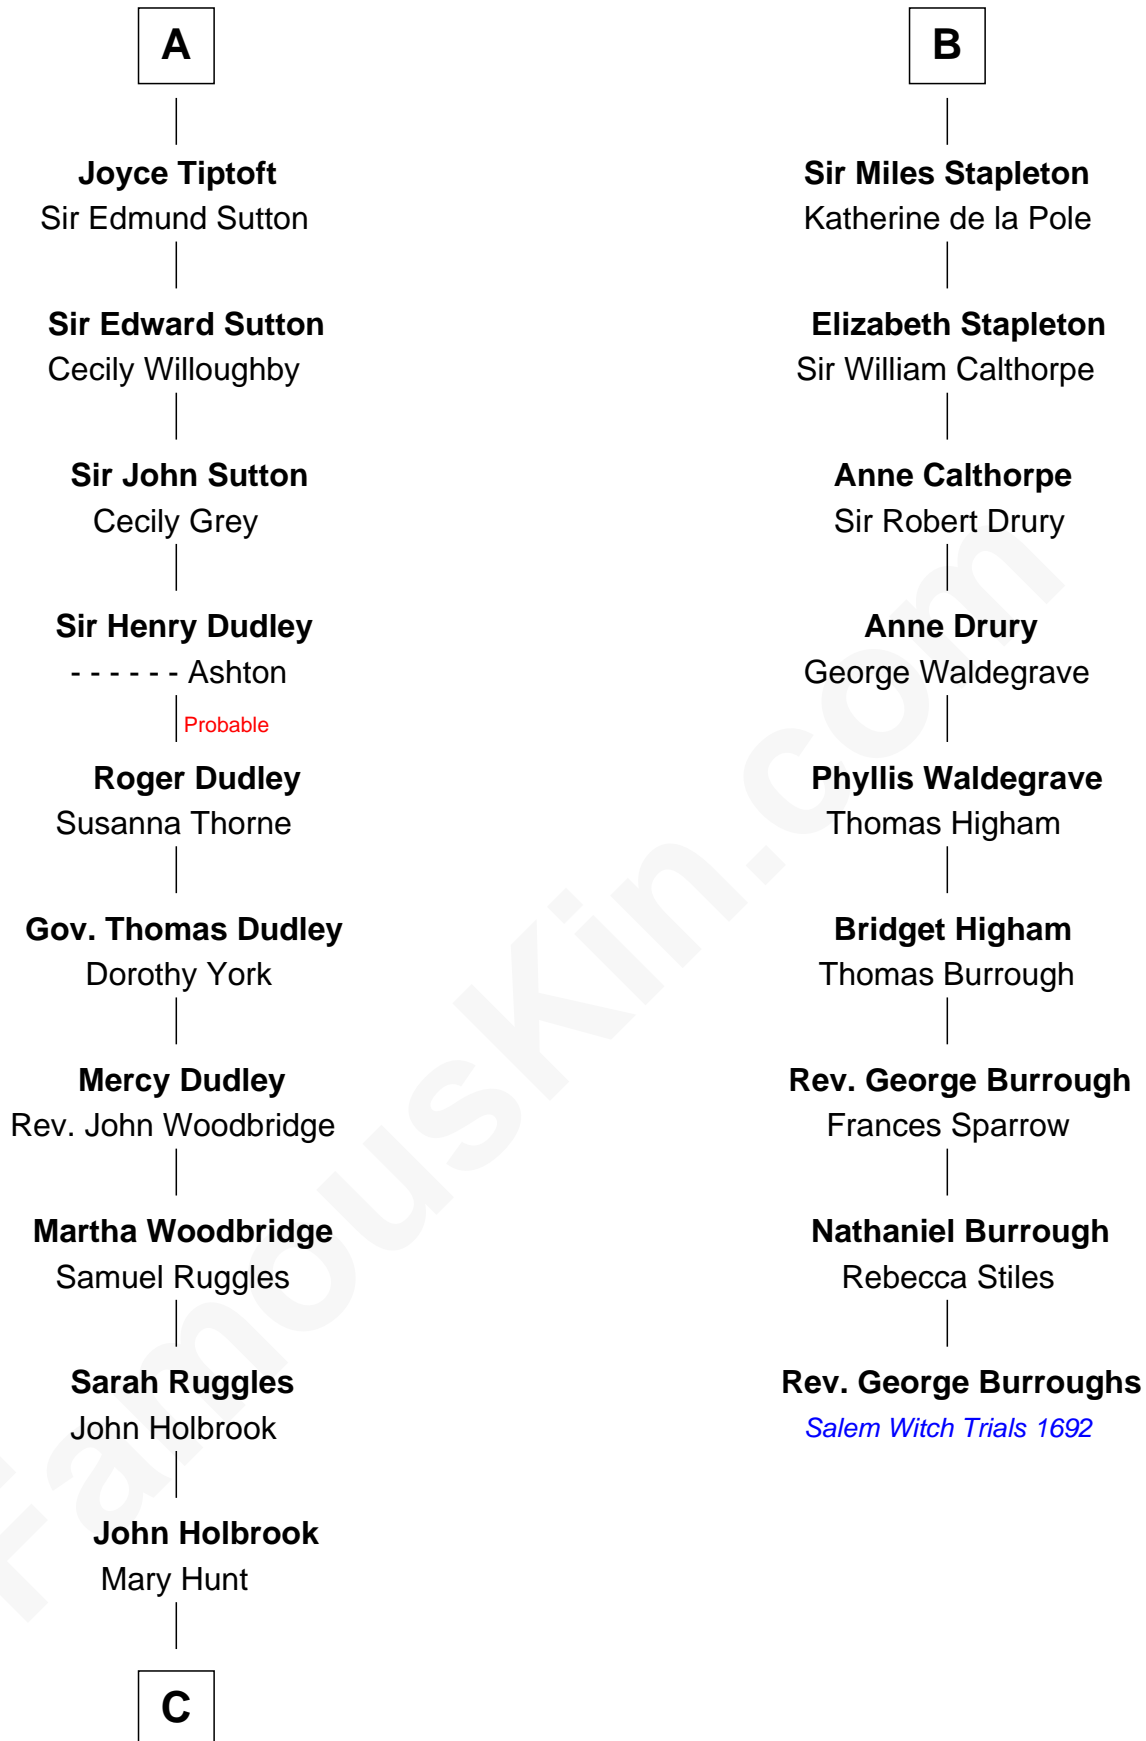 A
Joyce Tiptoft
Sir Edmund Sutton
Sir Edward Sutton
Cecily Willoughby
Sir John Sutton
Cecily Grey
Sir Henry Dudley
- - - - - - Ashton
Probable
Roger Dudley
Susanna Thorne
Gov. Thomas Dudley
Dorothy York
Mercy Dudley
Rev. John Woodbridge
Martha Woodbridge
Samuel Ruggles
Sarah Ruggles
John Holbrook
John Holbrook
Mary Hunt
C
B
Sir Miles Stapleton
Katherine de la Pole
Elizabeth Stapleton
Sir William Calthorpe
Anne Calthorpe
Sir Robert Drury
Anne Drury
George Waldegrave
Phyllis Waldegrave
Thomas Higham
Bridget Higham
Thomas Burrough
Rev. George Burrough
Frances Sparrow
Nathaniel Burrough
Rebecca Stiles
Rev. George Burroughs
Salem Witch Trials 1692
FamousKin.com